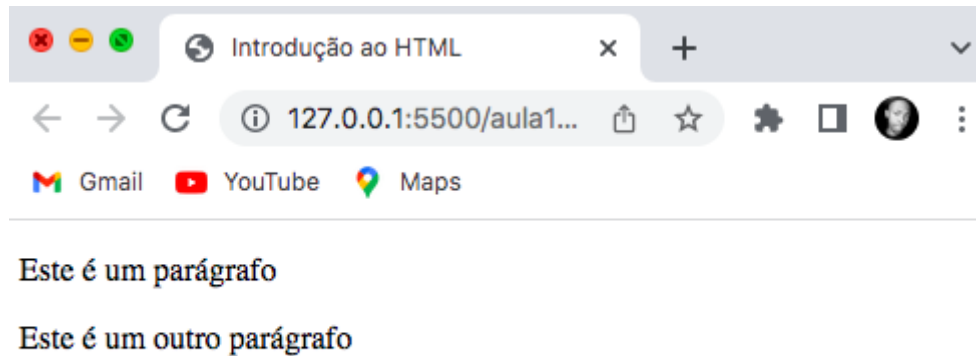 Introdução ao HTML
127.0.0.1:5500/aula1...
Gmail YouTube Maps
Este é um parágrafo
Este é um outro parágrafo